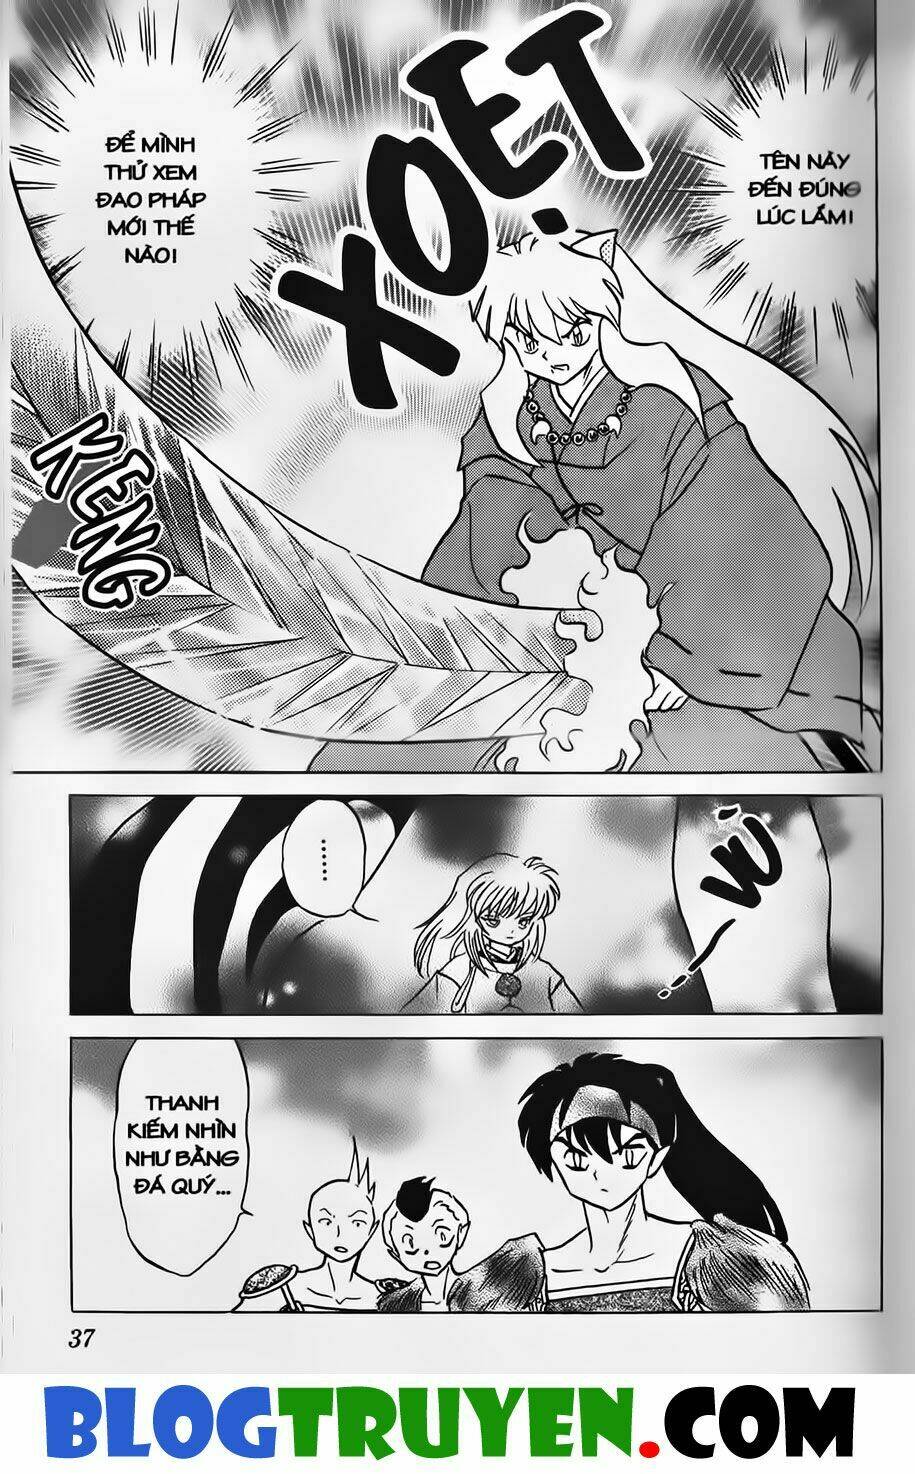 TÊN NÀY
ĐẾN ĐÚNG
LÚC LẮM!
XOẸT
ĐỂ MÌNH
THỬ XEM
ĐAO PHÁP
MỚI THẾ
NÀO!
KENG
VÙ
......
THANH
KIẾM NHÌN
NHƯ BẰNG
ĐÁ QUÝ...
37
BLOGTRUYEN.COM